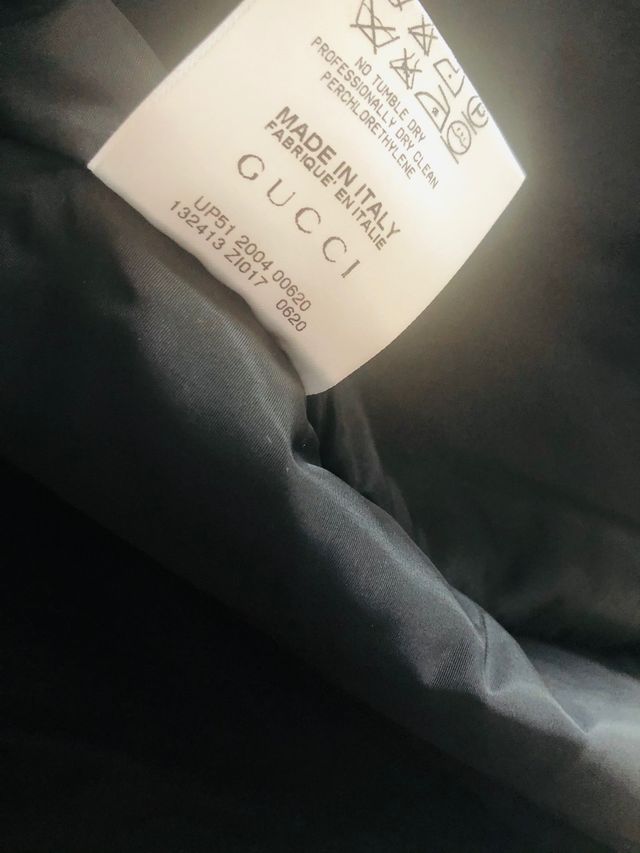 NO TUMBLE DRY
PROFESSIONALLY DRY CLEAN
PERCHLORETHYLENE
MADE IN ITALY
FABRIQUE' EN ITALIE
GUCCI
UP51 2004 00620
132413 ZI017 0620